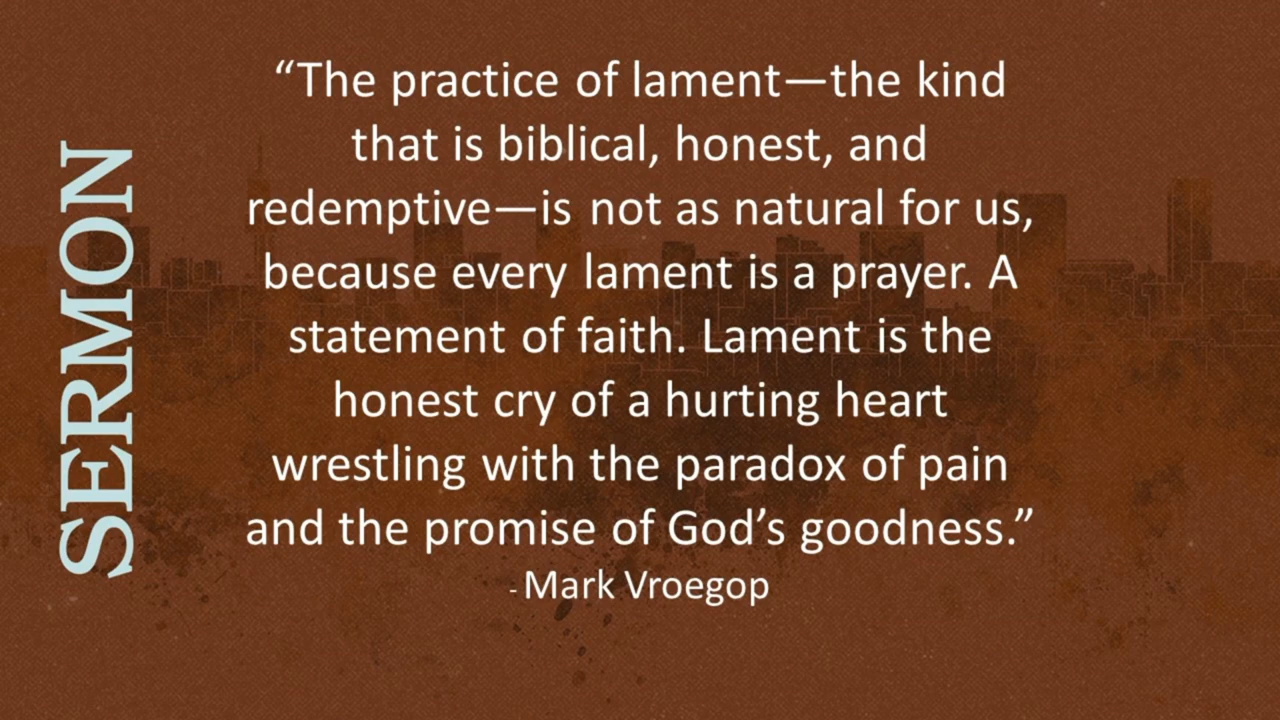 SERMON
“The practice of lament—the kind
that is biblical, honest, and
redemptive—is not as natural for us,
because every lament is a prayer. A
statement of faith. Lament is the
honest cry of a hurting heart
wrestling with the paradox of pain
and the promise of God’s goodness.”
- Mark Vroegop